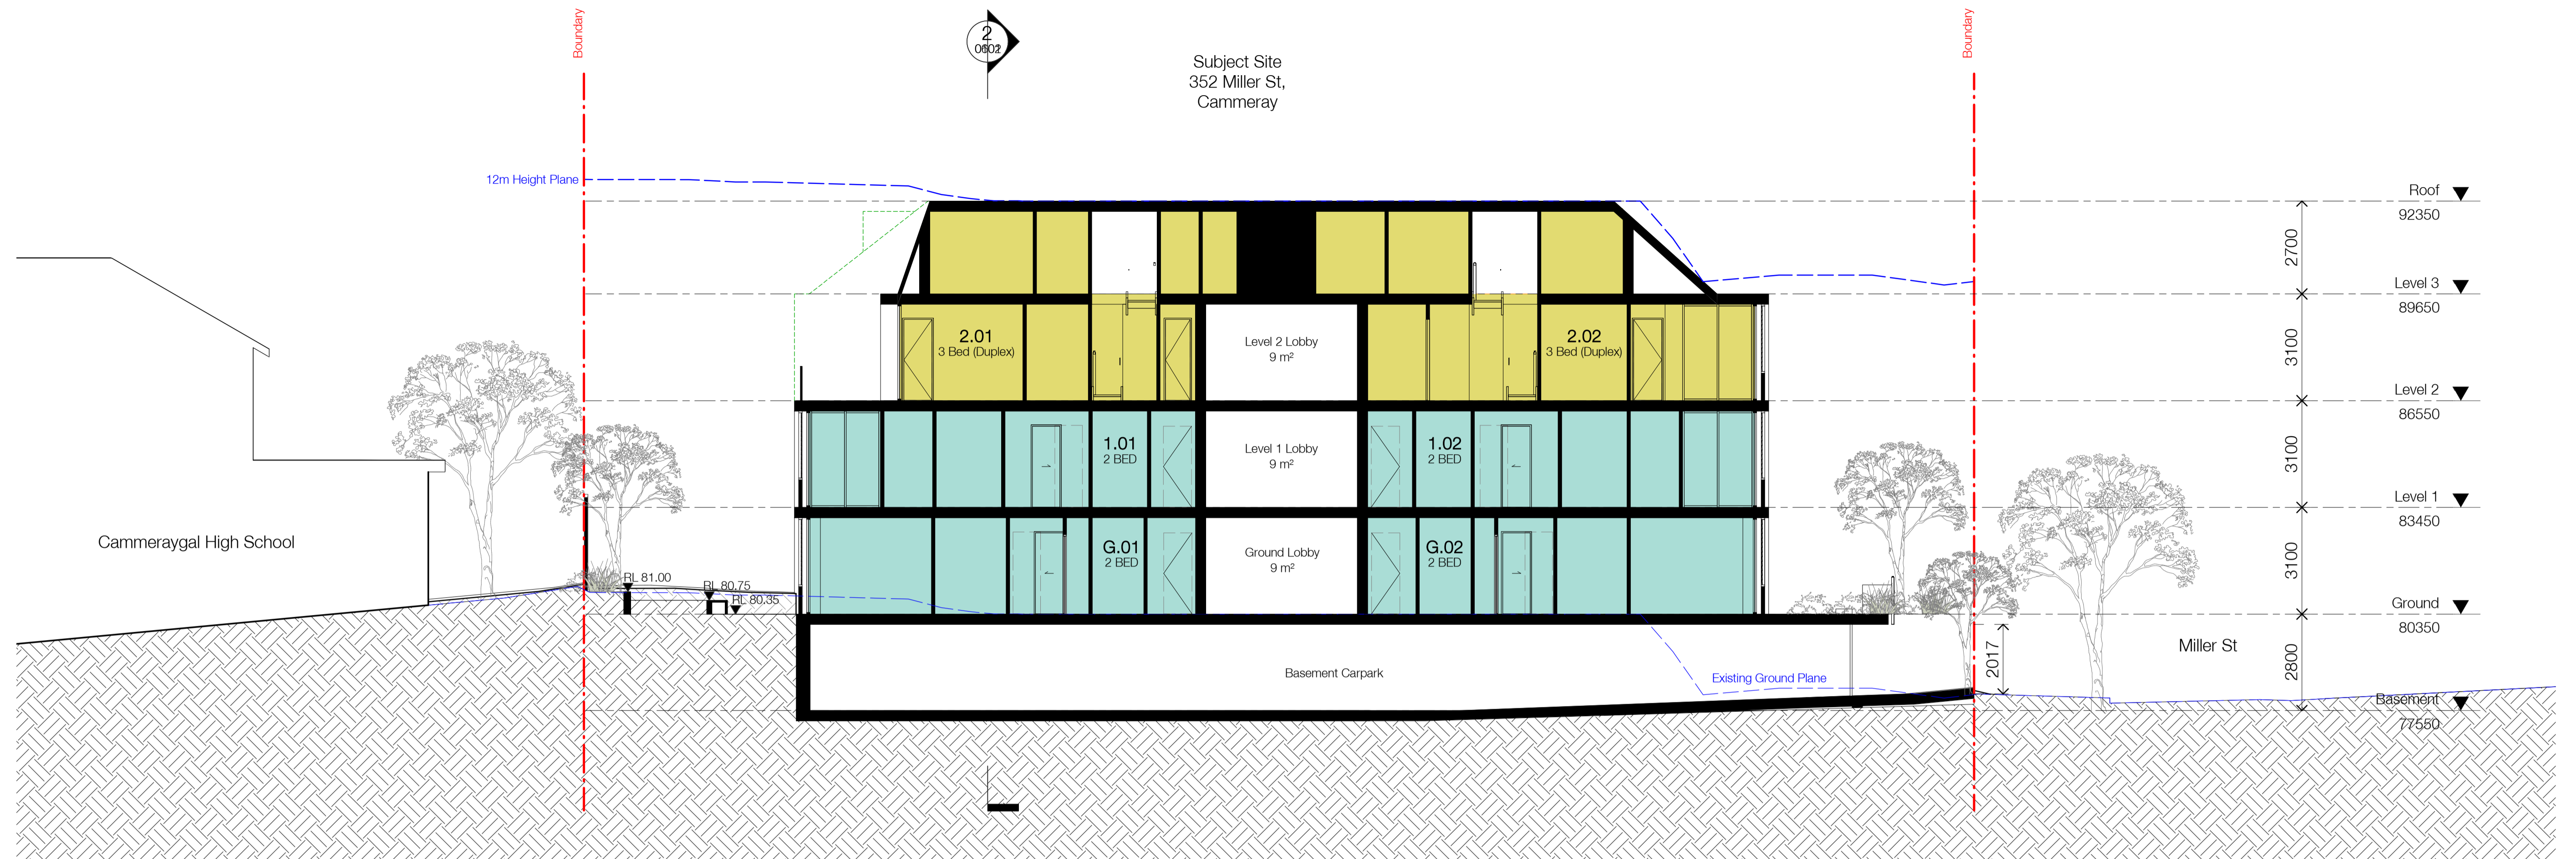 Boundary
2
Boundary
Subject Site
352 Miller St,
Cammeray
12m Height Plane
Roof
92350
2700
Level 3
89650
2.01
3 Bed (Duplex)
Level 2 Lobby
9 m²
2.02
3 Bed (Duplex)
3100
Level 2
86550
1.01
2 BED
Level 1 Lobby
9 m²
1.02
2 BED
3100
Level 1
83450
Cammeraygal High School
G.01
2 BED
Ground Lobby
9 m²
G.02
2 BED
3100
RL 81.00
RL 80.75
RL 80.35
Ground
80350
Basement Carpark
Existing Ground Plane
2017
Miller St
2800
Basement
77550